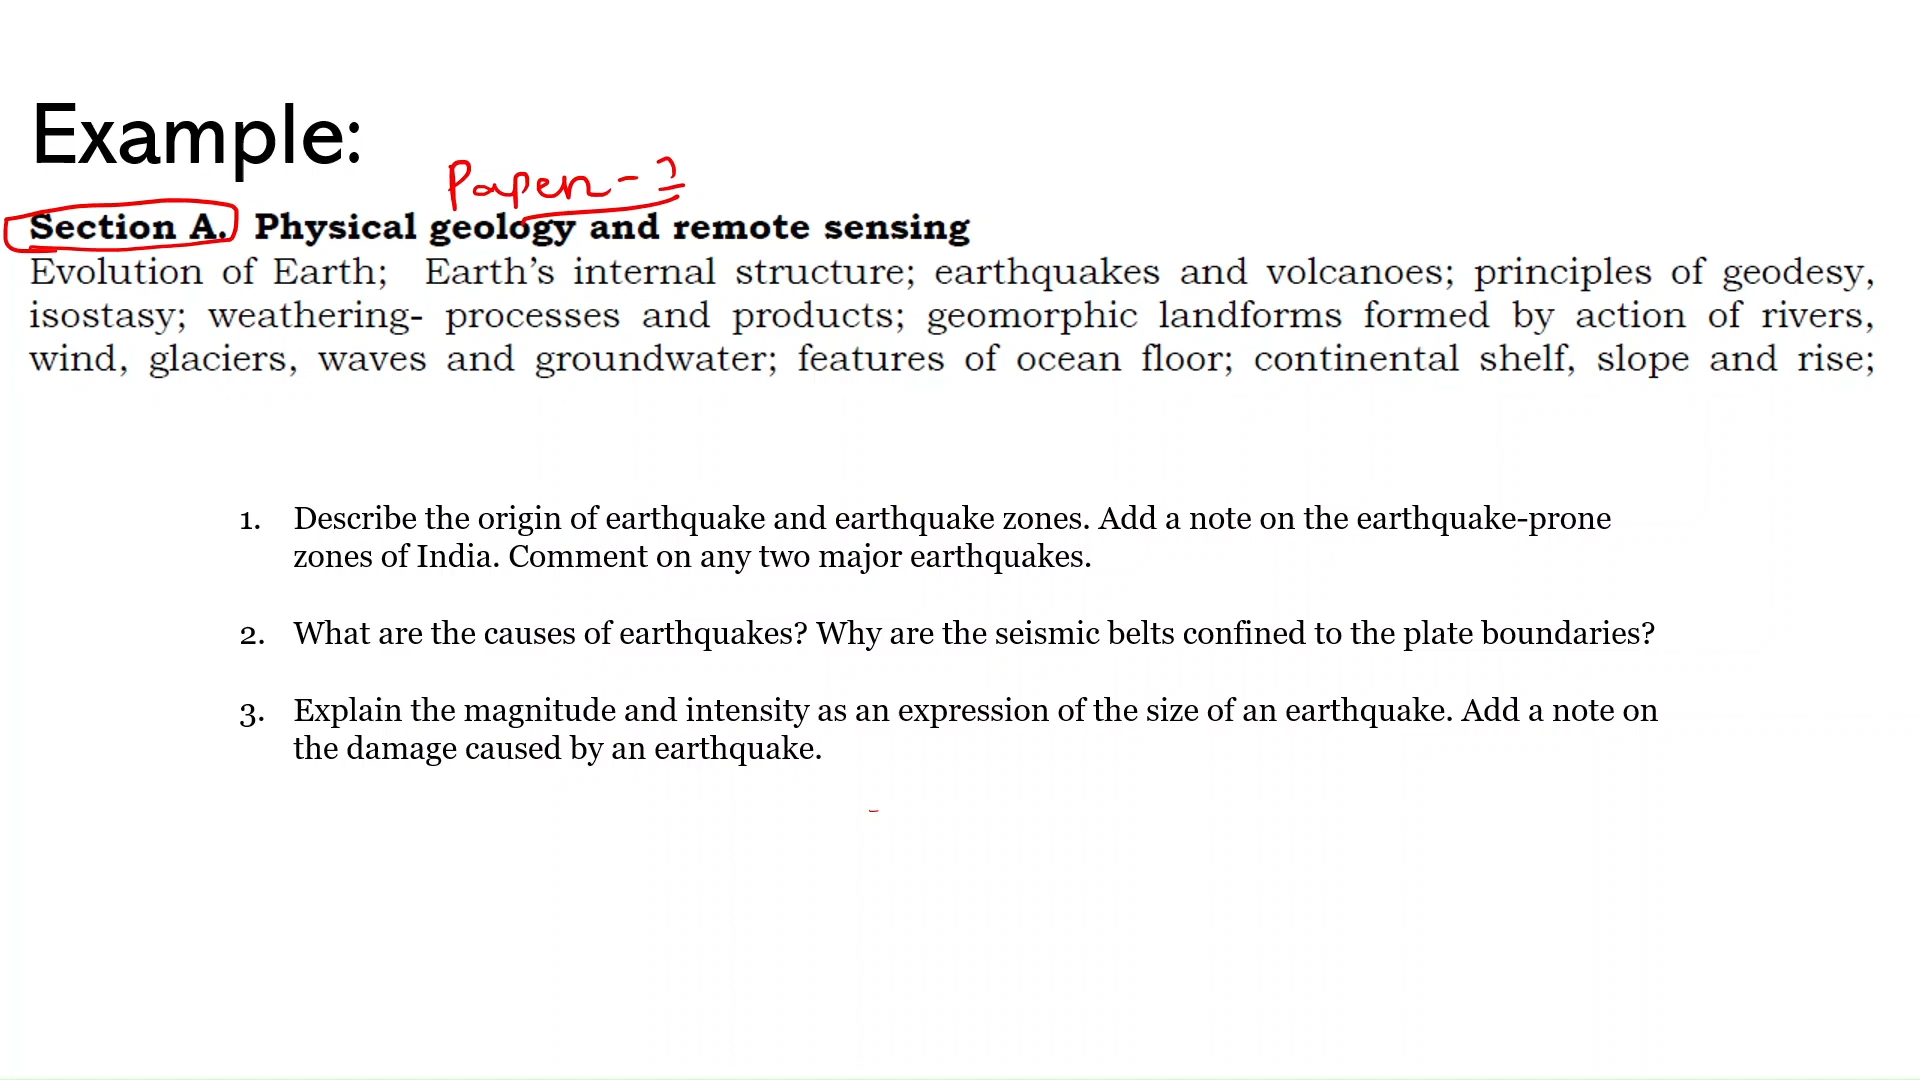 Example:
Paper -
Section A. Physical geology and remote sensing
Evolution of Earth; Earth's internal structure; earthquakes and volcanoes; principles of geodesy,
isostasy; weathering- processes and products; geomorphic landforms formed by action of rivers,
wind, glaciers, waves and groundwater; features of ocean floor; continental shelf, slope and rise;
1. Describe the origin of earthquake and earthquake zones. Add a note on the earthquake-prone
zones of India. Comment on any two major earthquakes.
2. What are the causes of earthquakes? Why are the seismic belts confined to the plate boundaries?
3. Explain the magnitude and intensity as an expression of the size of an earthquake. Add a note on
the damage caused by an earthquake.